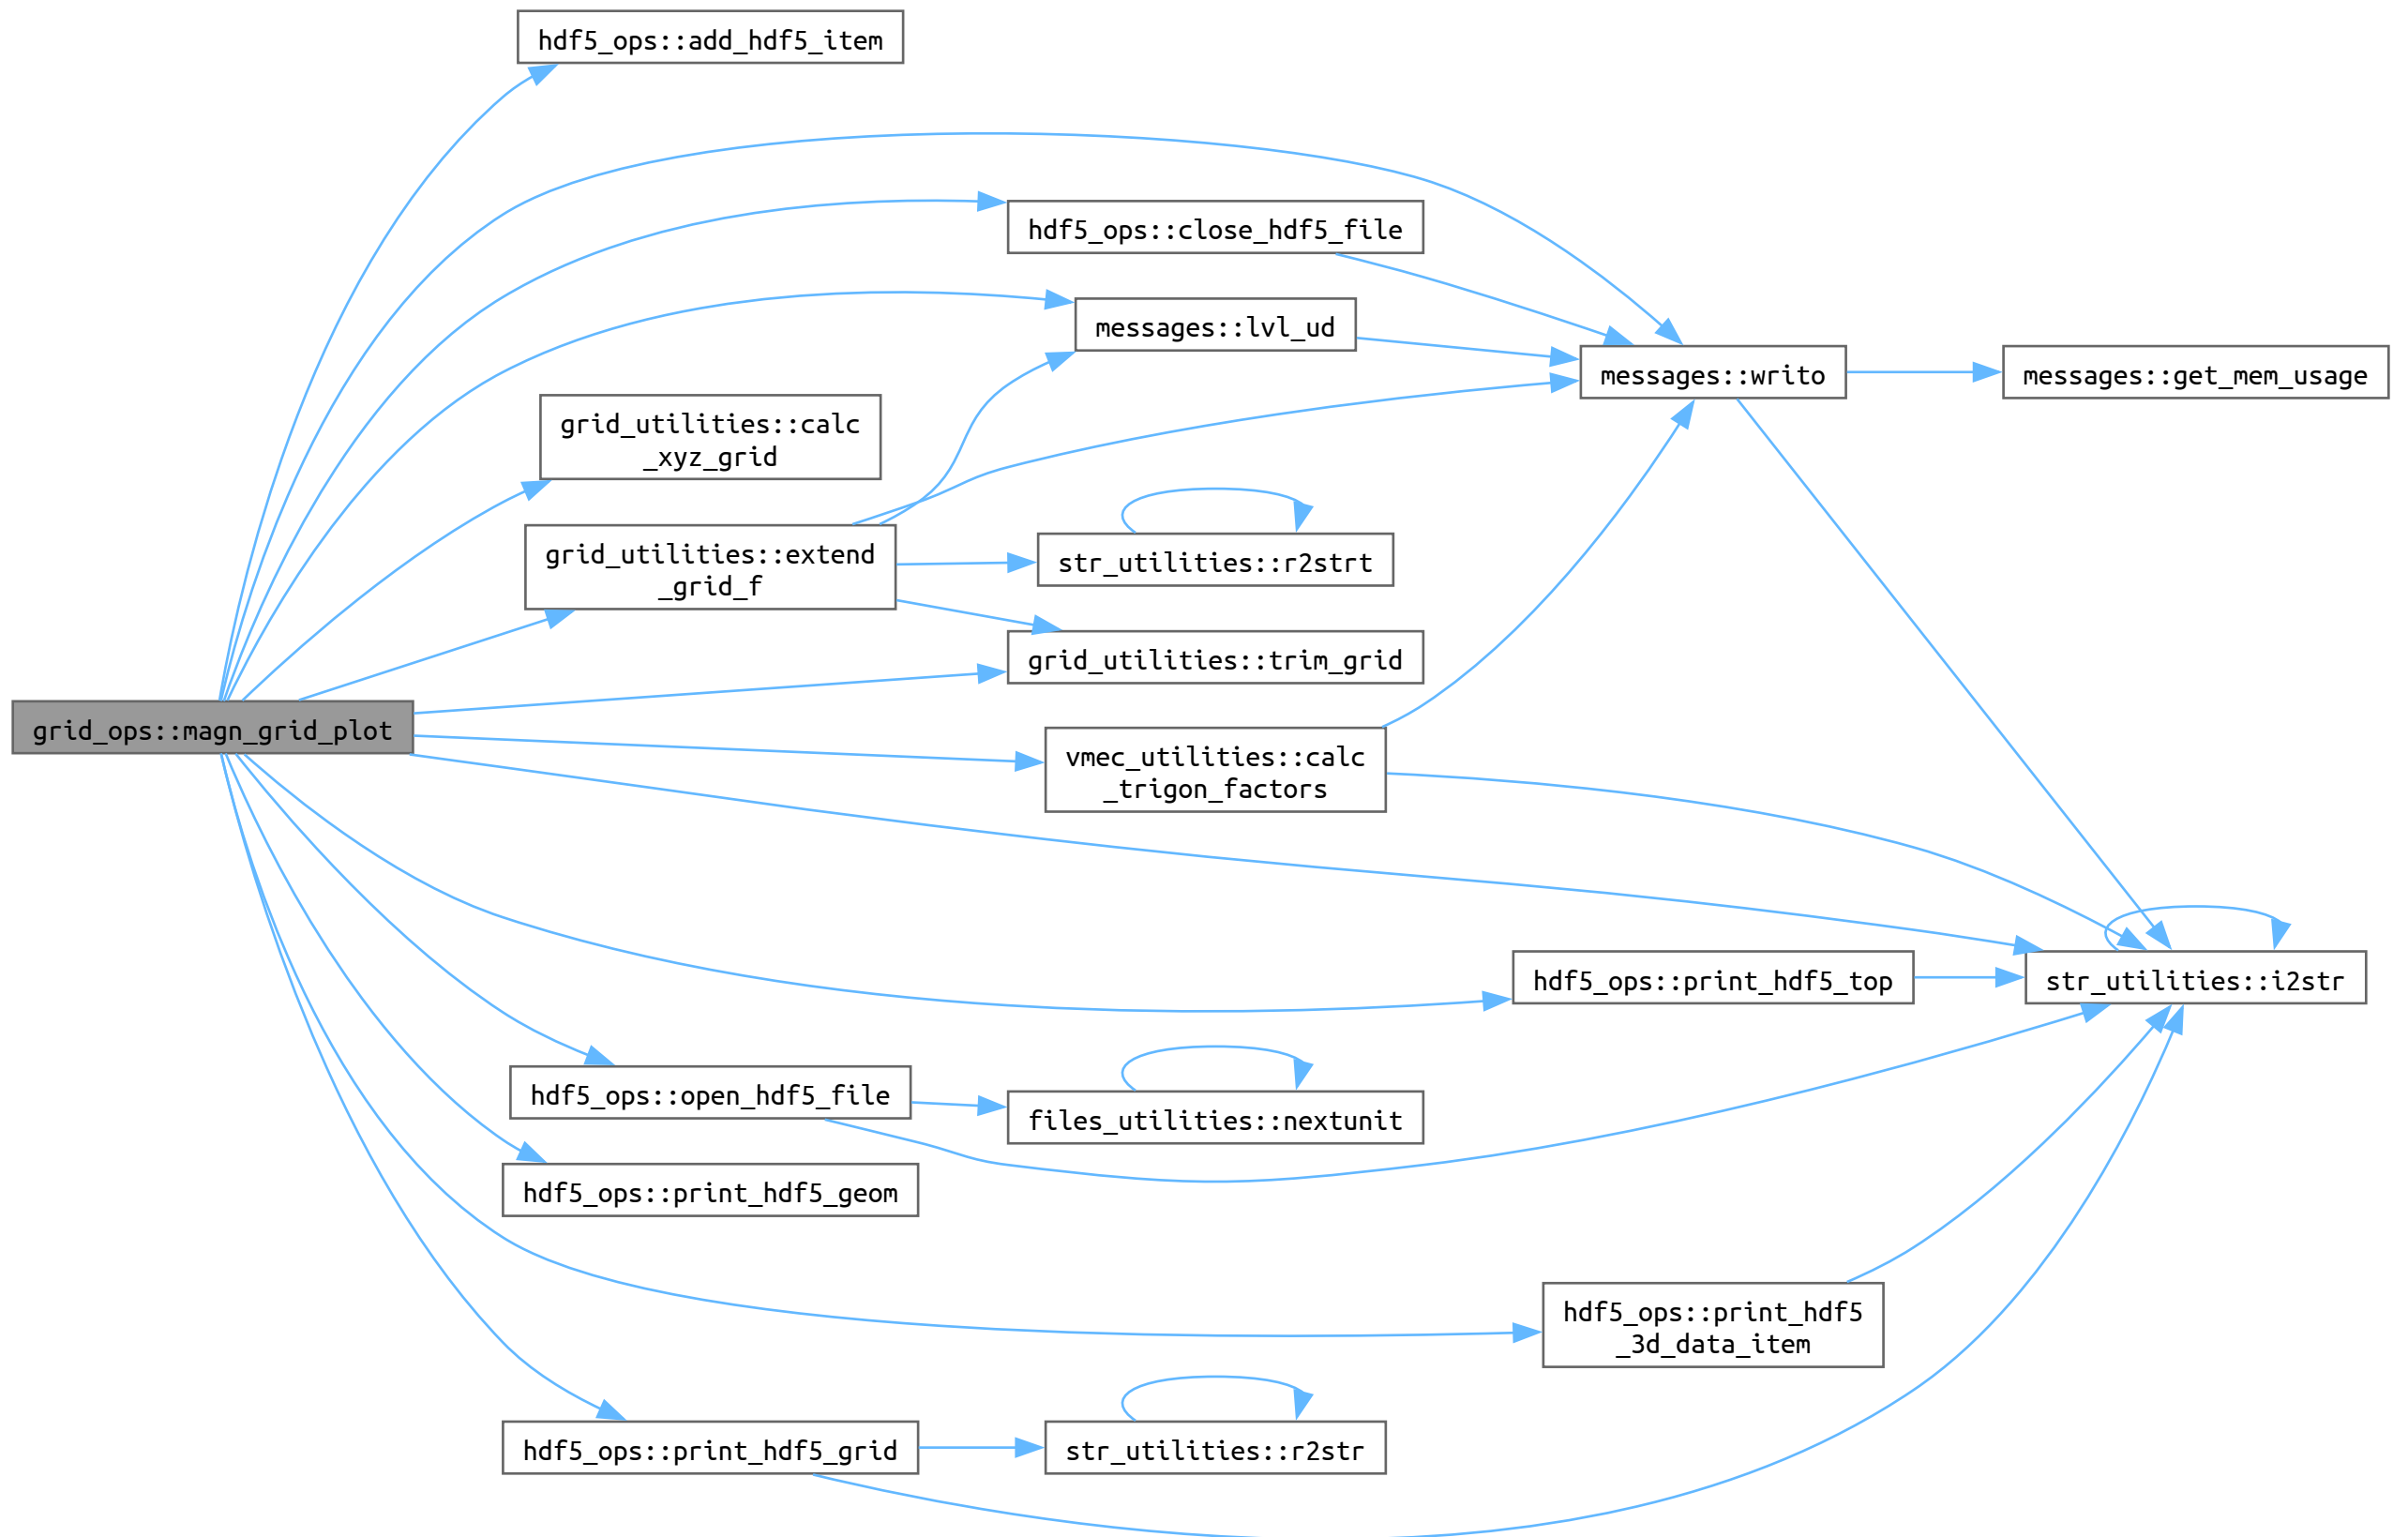 hdf5_ops::add_hdf5_item
hdf5_ops::close_hdf5_file
messages::lvl_ud
messages::writo
messages::get_mem_usage
grid_utilities::calc
_xyz_grid
grid_utilities::extend
_grid_f
str_utilities::r2strt
grid_utilities::trim_grid
grid_ops::magn_grid_plot
vmec_utilities::calc
_trigon_factors
hdf5_ops::print_hdf5_top
str_utilities::i2str
hdf5_ops::open_hdf5_file
files_utilities::nextunit
hdf5_ops::print_hdf5_geom
hdf5_ops::print_hdf5
_3d_data_item
hdf5_ops::print_hdf5_grid
str_utilities::r2str